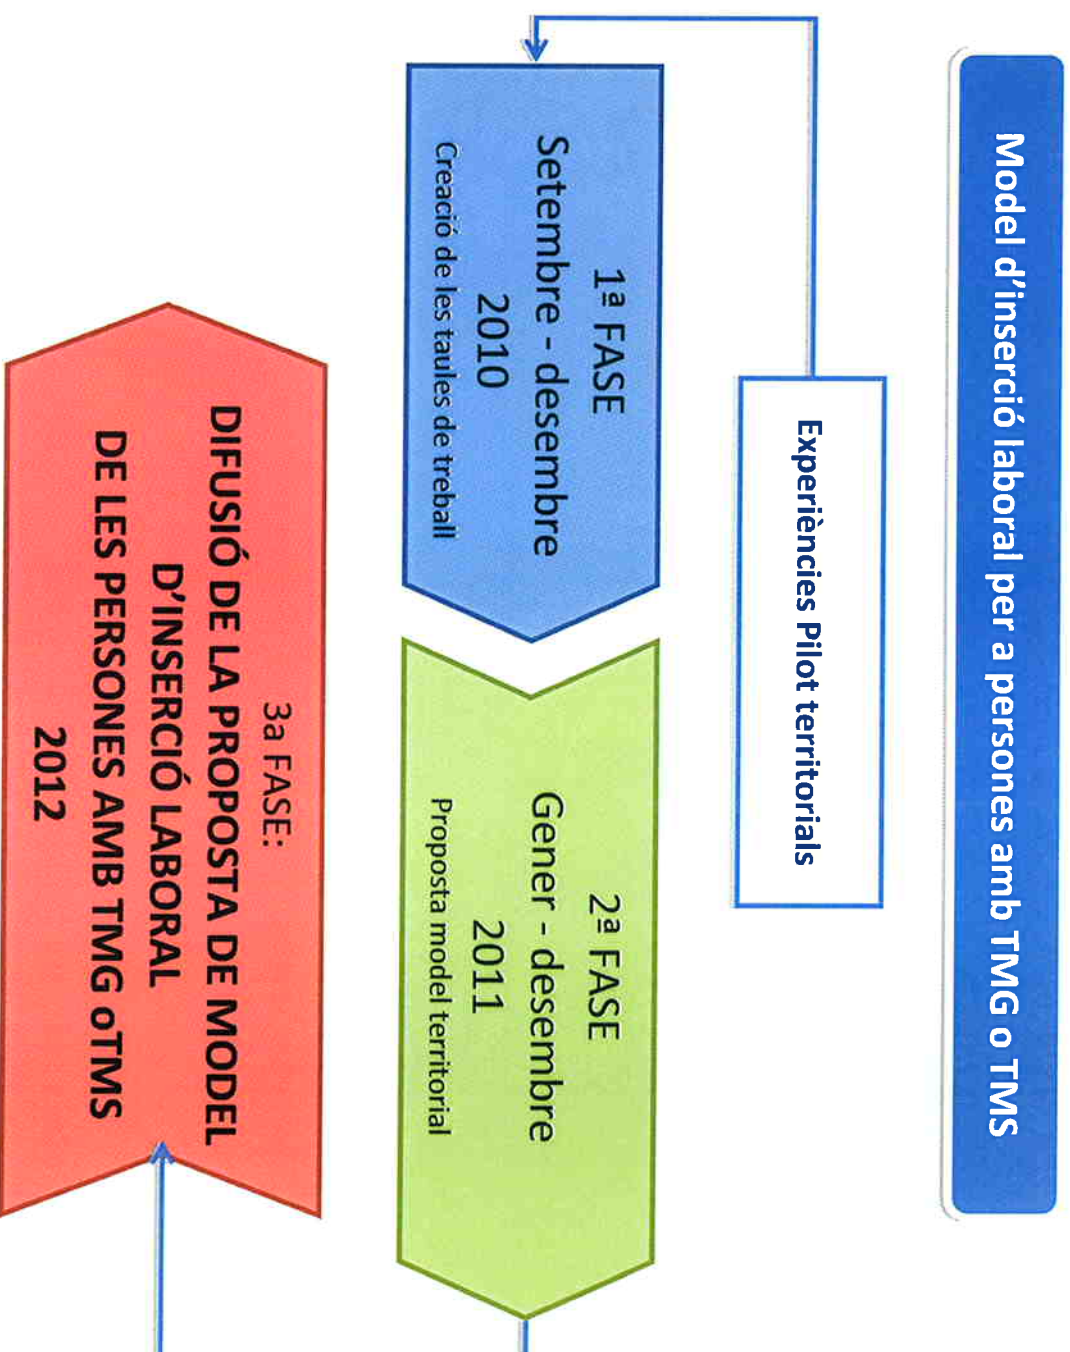 Model d'inserció laboral per a persones amb TMG o TMS
Experiències Pilot territorials
1ª FASE
Setembre - desembre
2010
Creació de les taules de treball
2ª FASE
Gener - desembre
2011
Proposta model territorial
3a FASE:
DIFUSIÓ DE LA PROPOSTA DE MODEL
D'INSERCIÓ LABORAL
DE LES PERSONES AMB TMG oTMS
2012